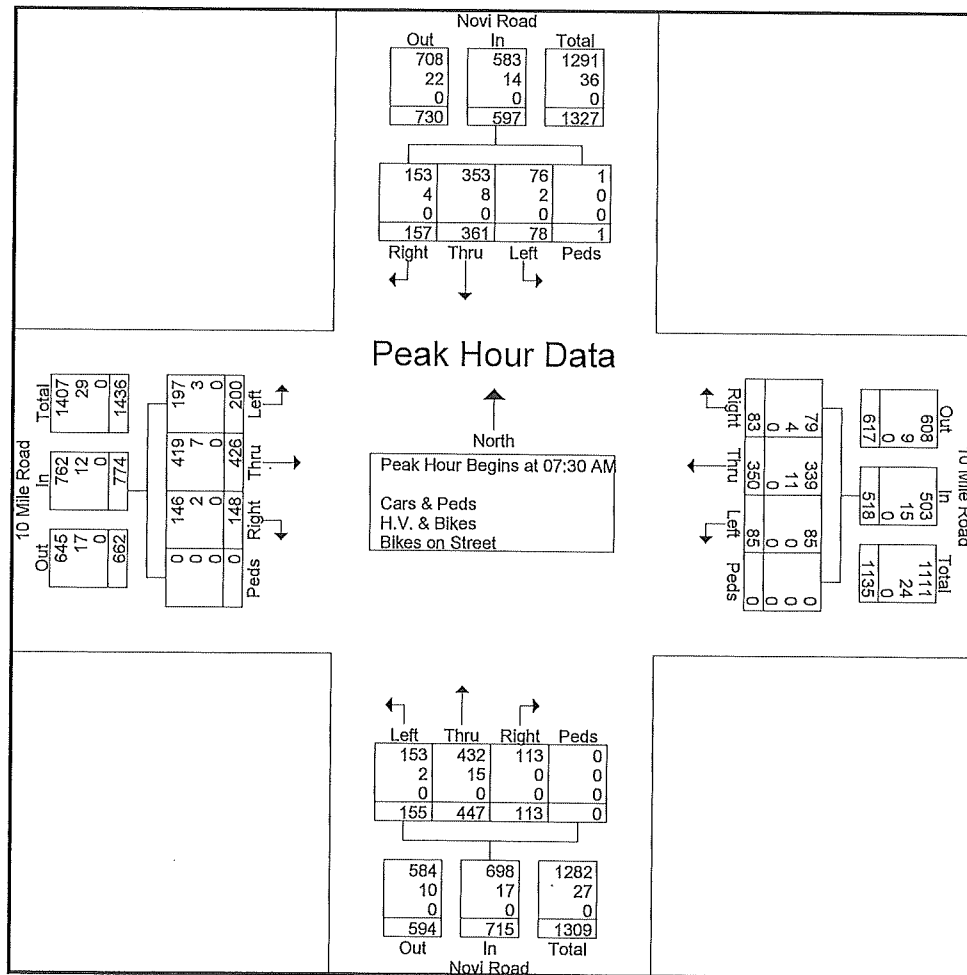 Novi Road
Out In Total
708 583 1291
22 14 36
0 0 0
730 597 1327
153 353 76 1
4 8 2 0
0 0 0 0
157 361 78 1
Right Thru Left Peds
Peak Hour Data
North
Peak Hour Begins at 07:30 AM
Cars & Peds
H.V. & Bikes
Bikes on Street
10 Mile Road
Out In Total
645 762 1407
17 12 29
0 0 0
662 774 1436
0 146 419 197
0 2 7 3
0 0 0 0
0 148 426 200
Peds Right Thru Left
10 Mile Road
Out In Total
608 503 1111
9 15 24
0 0 0
617 518 1135
79 339 85 0
4 11 0 0
0 0 0 0
83 350 85 0
Right Thru Left Peds
Left Thru Right Peds
153 432 113 0
2 15 0 0
0 0 0 0
155 447 113 0
584 698 1282
10 17 27
0 0 0
594 715 1309
Out In Total
Novi Road